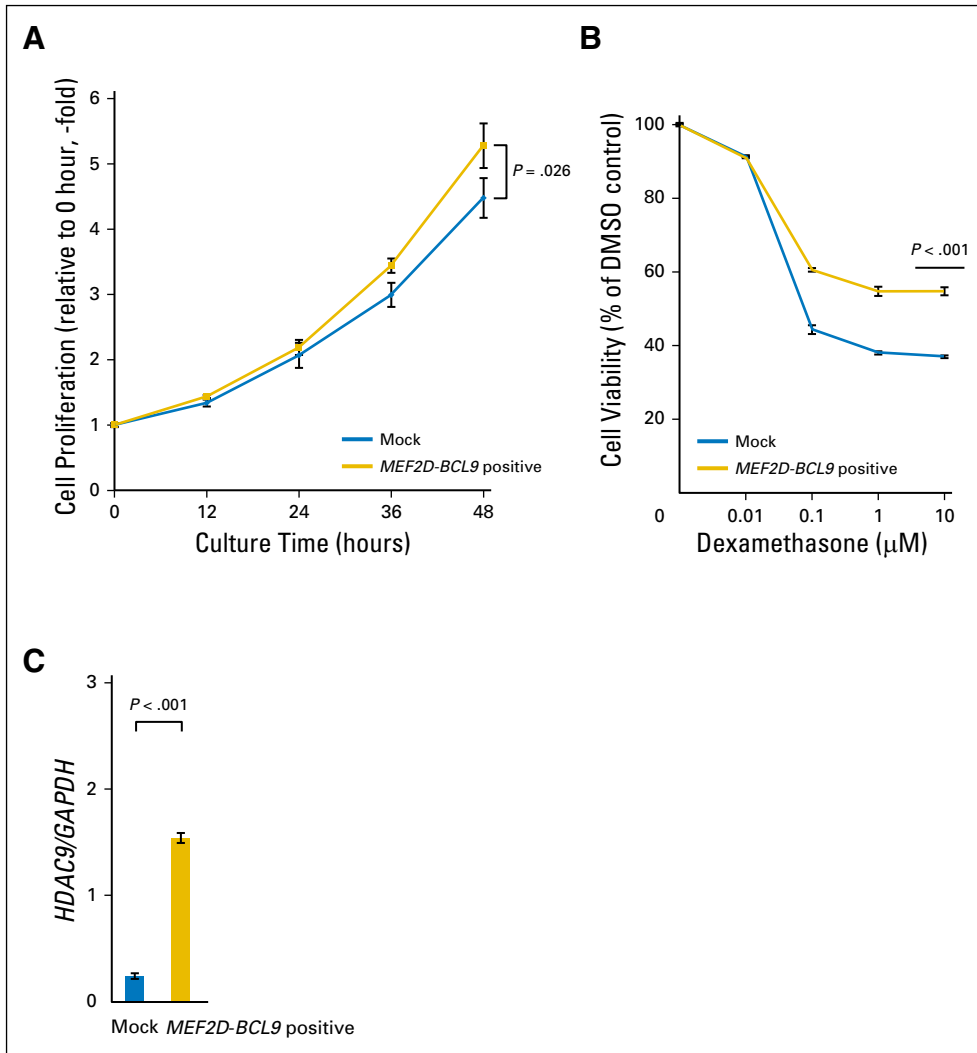 A
Cell Proliferation (relative to 0 hour, -fold)
6
5
4
3
2
1
0
P = .026
Mock
MEF2D-BCL9 positive
0 12 24 36 48
Culture Time (hours)
B
Cell Viability (% of DMSO control)
100
80
60
40
20
P < .001
Mock
MEF2D-BCL9 positive
0 0.01 0.1 1 10
Dexamethasone (μM)
C
HDAC9/GAPDH
3
2
1
0
P < .001
Mock MEF2D-BCL9 positive